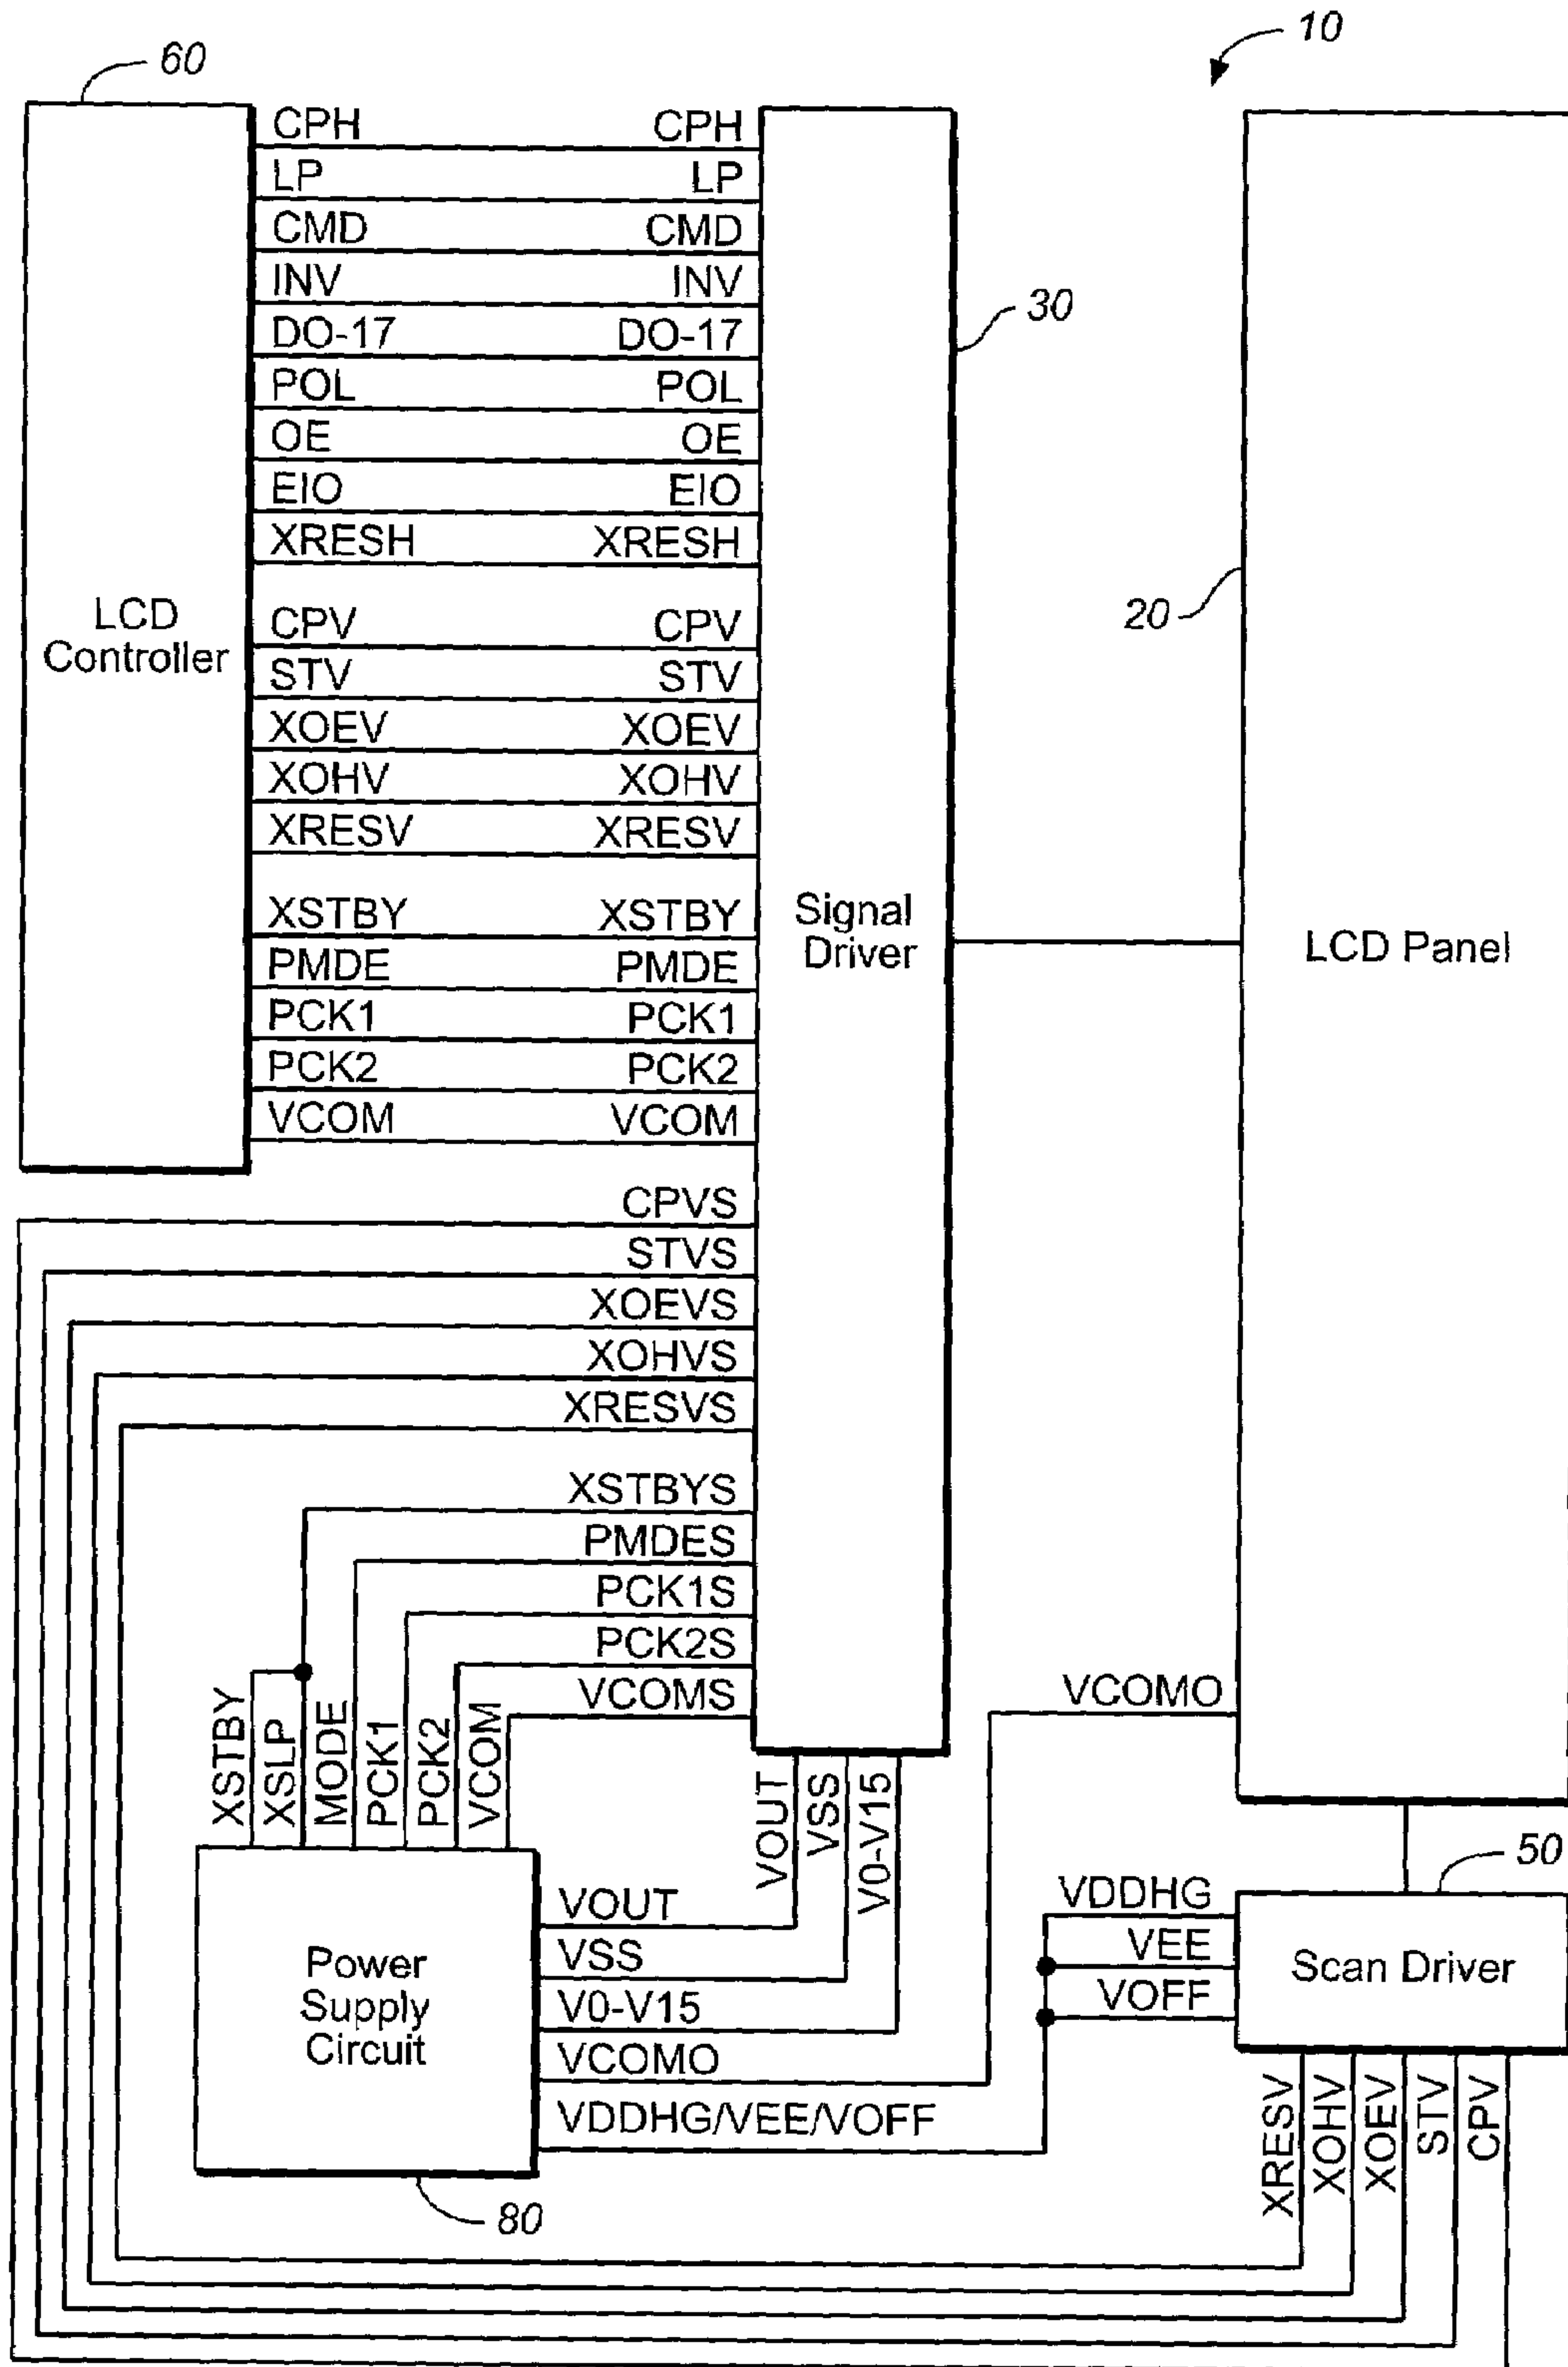 10
60
CPH CPH
LP LP
CMD CMD
INV INV
DO-17 DO-17
POL POL
OE OE
EIO EIO
XRESH XRESH
30
20
LCD
Controller
CPV CPV
STV STV
XOEV XOEV
XOHV XOHV
XRESV XRESV
XSTBY XSTBY
PMDE PMDE
PCK1 PCK1
PCK2 PCK2
VCOM VCOM
Signal
Driver
LCD Panel
CPVS
STVS
XOEVS
XOHVS
XRESVS
XSTBYS
PMDES
PCK1S
PCK2S
VCOMS
VCOMO
XSTBY
XSLP
MODE
PCK1
PCK2
VCOM
VOUT
VSS
V0-V15
Power
Supply
Circuit
80
VOUT
VSS
V0-V15
VCOMO
VDDHG/VEE/VOFF
50
VDDHG
VEE
VOFF
Scan Driver
XRESV
XOHV
XOEV
STV
CPV